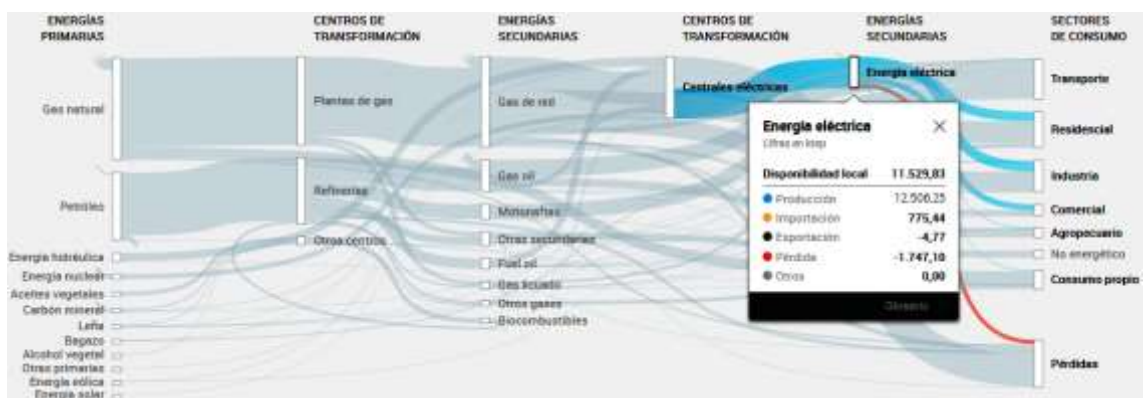 ENERGÍAS
PRIMARIAS
CENTROS DE
TRANSFORMACIÓN
ENERGÍAS
SECUNDARIAS
CENTROS DE
TRANSFORMACIÓN
ENERGÍAS
SECUNDARIAS
SECTORES
DE CONSUMO
Gas natural
Petróleo
Energía hidráulica
Energía nuclear
Aceites vegetales
Carbón mineral
Leña
Bagazo
Alcohol vegetal
Otras primarias
Energía eólica
Energía solar
Plantas de gas
Refinerías
Otros centros
Gas de red
Gas oil
Motonaftas
Otras secundarias
Fuel oil
Gas licuado
Otros gases
Biocombustibles
Centrales eléctricas
Energía eléctrica
Energía eléctrica
Cifras en ktep
Disponibilidad local 11.529,83
Producción 12.506,25
Importación 775,44
Exportación -4,77
Pérdida -1.747,10
Otros 0,00
Glosario
Transporte
Residencial
Industria
Comercial
Agropecuario
No energético
Consumo propio
Pérdidas